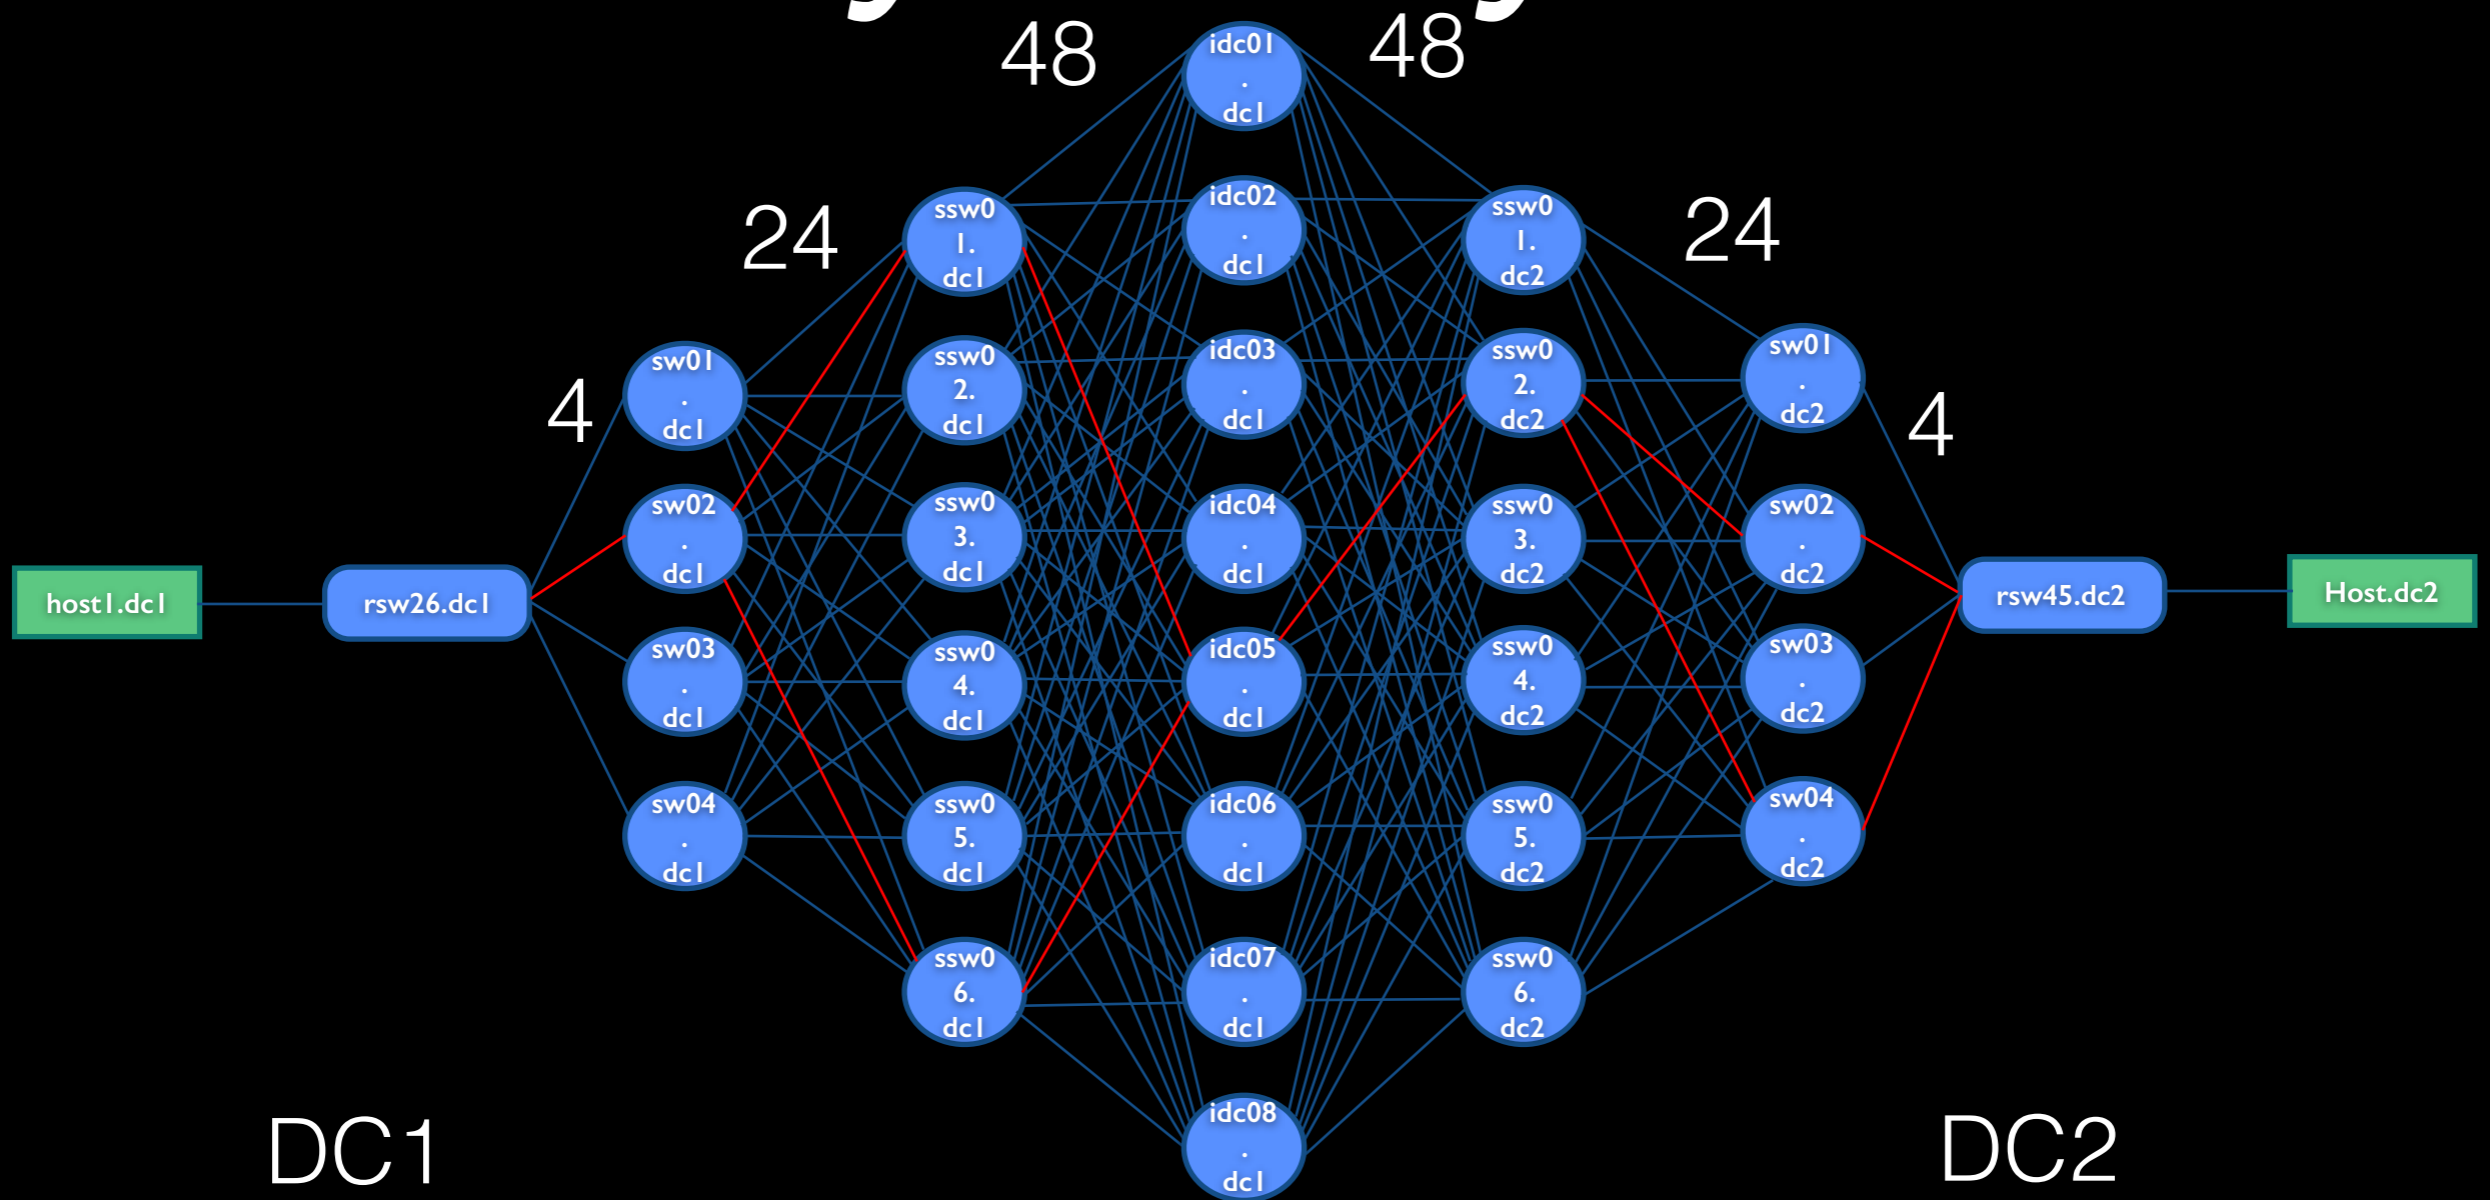 48
48
24
24
4
4
host1.dc1
rsw26.dc1
sw01
.
dc1
sw02
.
dc1
sw03
.
dc1
sw04
.
dc1
ssw0
1.
dc1
ssw0
2.
dc1
ssw0
3.
dc1
ssw0
4.
dc1
ssw0
5.
dc1
ssw0
6.
dc1
idc01
.
dc1
idc02
.
dc1
idc03
.
dc1
idc04
.
dc1
idc05
.
dc1
idc06
.
dc1
idc07
.
dc1
idc08
.
dc1
ssw0
1.
dc2
ssw0
2.
dc2
ssw0
3.
dc2
ssw0
4.
dc2
ssw0
5.
dc2
ssw0
6.
dc2
sw01
.
dc2
sw02
.
dc2
sw03
.
dc2
sw04
.
dc2
rsw45.dc2
Host.dc2
DC1
DC2